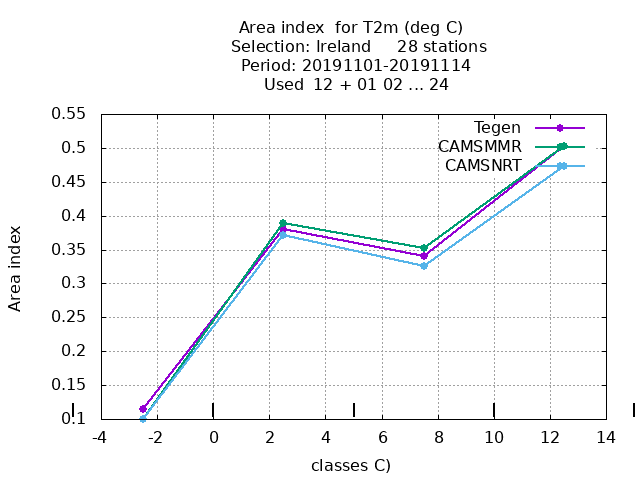 Area index  for T2m (deg C)
Selection: Ireland     28 stations
Period: 20191101-20191114
Used  12 + 01 02 ... 24
0.55
0.5
0.45
0.4
0.35
0.3
0.25
0.2
0.15
0.1
Tegen
CAMSMMR
CAMSNRT
Area index
-4 -2 0 2 4 6 8 10 12 14
classes C)